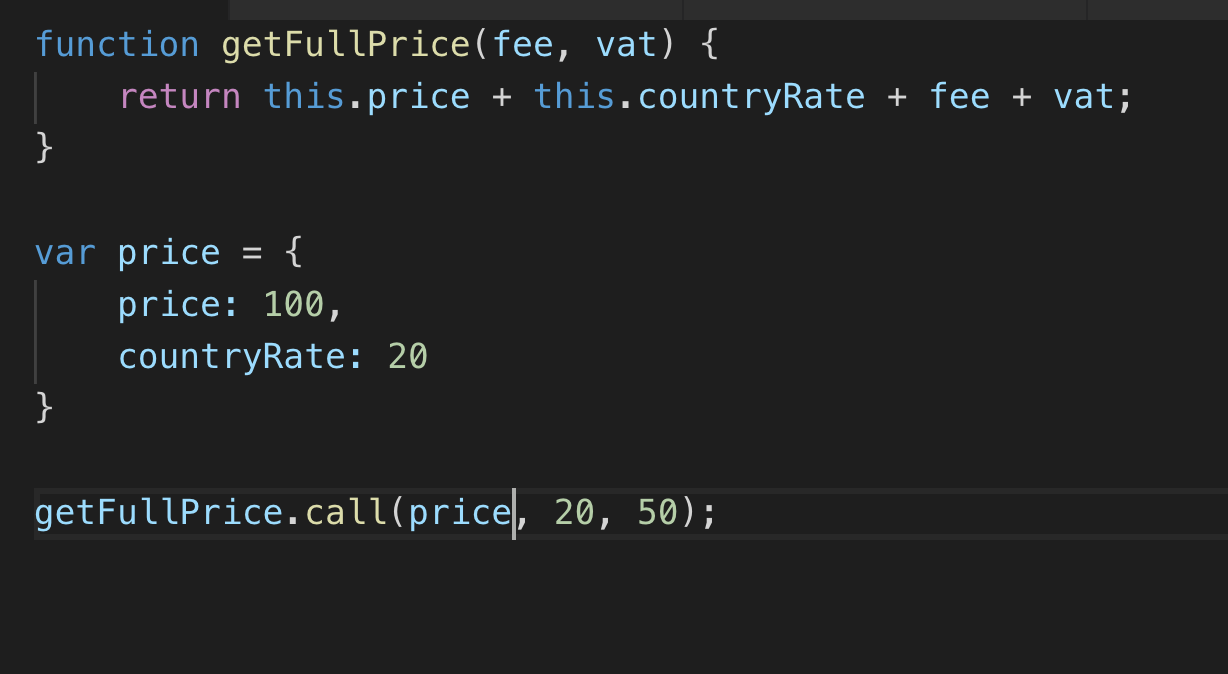 function getFullPrice(fee, vat) {
    return this.price + this.countryRate + fee + vat;
}
var price = {
    price: 100,
    countryRate: 20
}
getFullPrice.call(price, 20, 50);